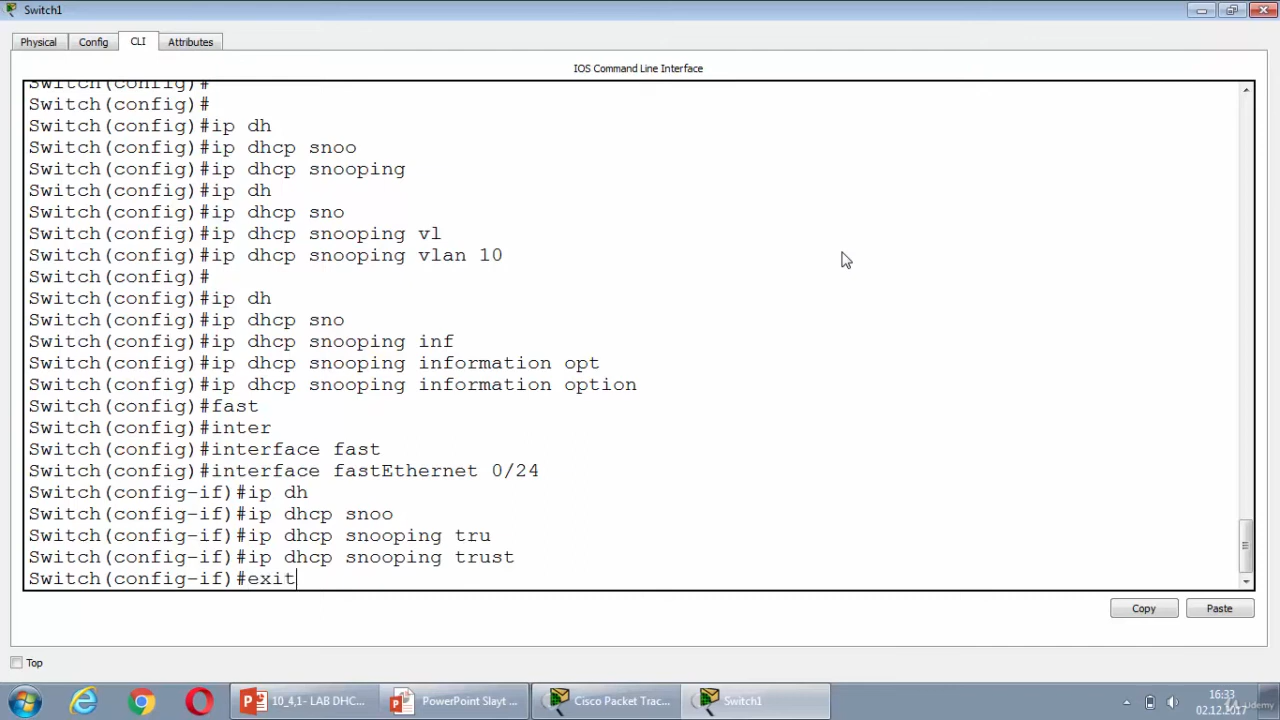 Switch1
Physical Config CLI Attributes
IOS Command Line Interface
Switch(config)#
Switch(config)#
Switch(config)#ip dh
Switch(config)#ip dhcp snoo
Switch(config)#ip dhcp snooping
Switch(config)#ip dh
Switch(config)#ip dhcp sno
Switch(config)#ip dhcp snooping vl
Switch(config)#ip dhcp snooping vlan 10
Switch(config)#
Switch(config)#ip dh
Switch(config)#ip dhcp sno
Switch(config)#ip dhcp snooping inf
Switch(config)#ip dhcp snooping information opt
Switch(config)#ip dhcp snooping information option
Switch(config)#fast
Switch(config)#inter
Switch(config)#interface fast
Switch(config)#interface fastEthernet 0/24
Switch(config-if)#ip dh
Switch(config-if)#ip dhcp snoo
Switch(config-if)#ip dhcp snooping tru
Switch(config-if)#ip dhcp snooping trust
Switch(config-if)#exit
Copy Paste
Top
10_4,1- LAB DHC... PowerPoint Slayt ... Cisco Packet Trac... Switch1
16:33
02.12.2017
Udemy